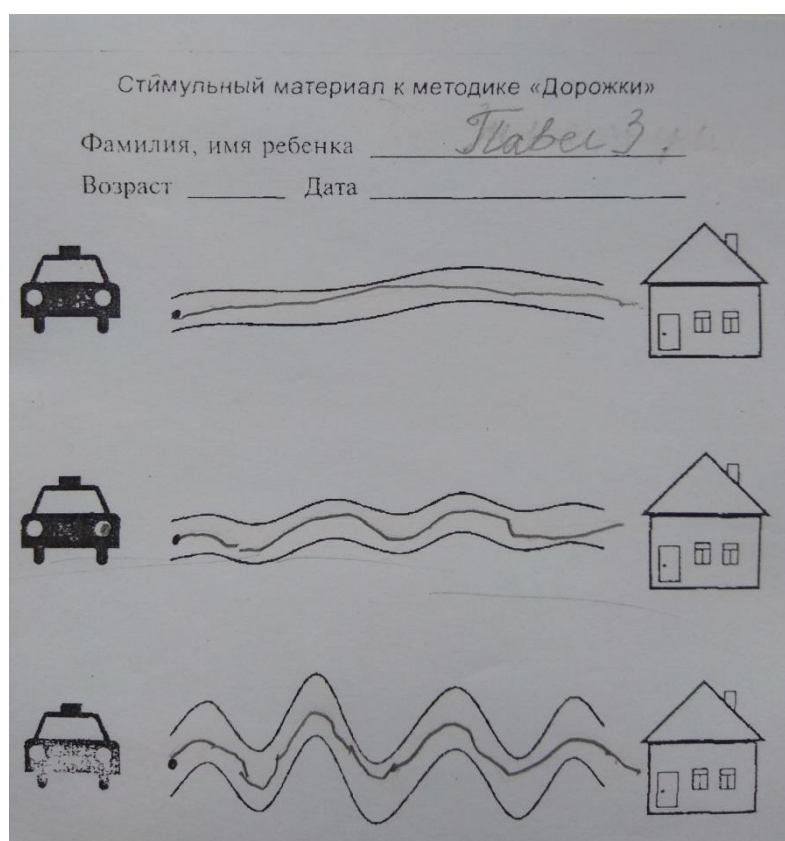 Стимульный материал к методике «Дорожки»
Фамилия, имя ребенка Павел З.
Возраст Дата